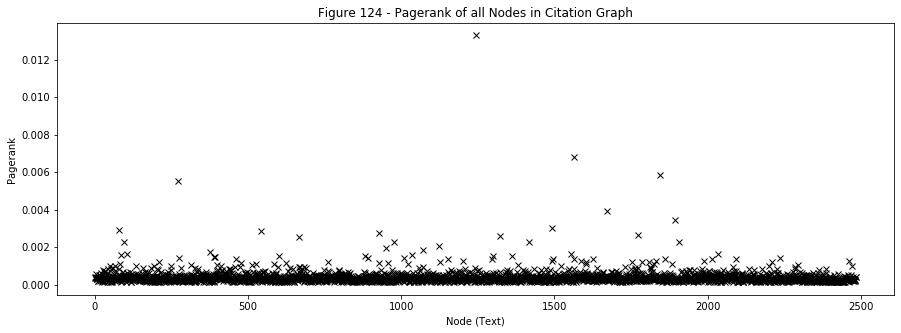 Figure 124 - Pagerank of all Nodes in Citation Graph
0.012
0.010
0.008
0.006
0.004
0.002
0.000
Pagerank
0 500 1000 1500 2000 2500
Node (Text)